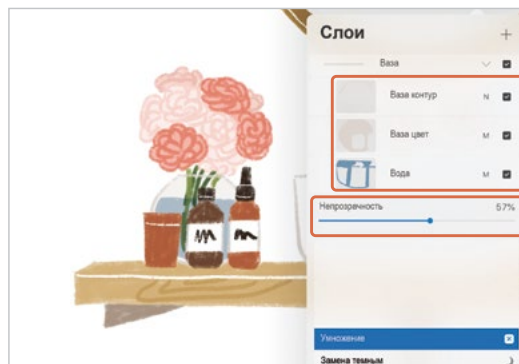 Слои
Ваза
Ваза контур N
Ваза цвет M
Вода M
Непрозрачность 57%
Умножение
Замена темным